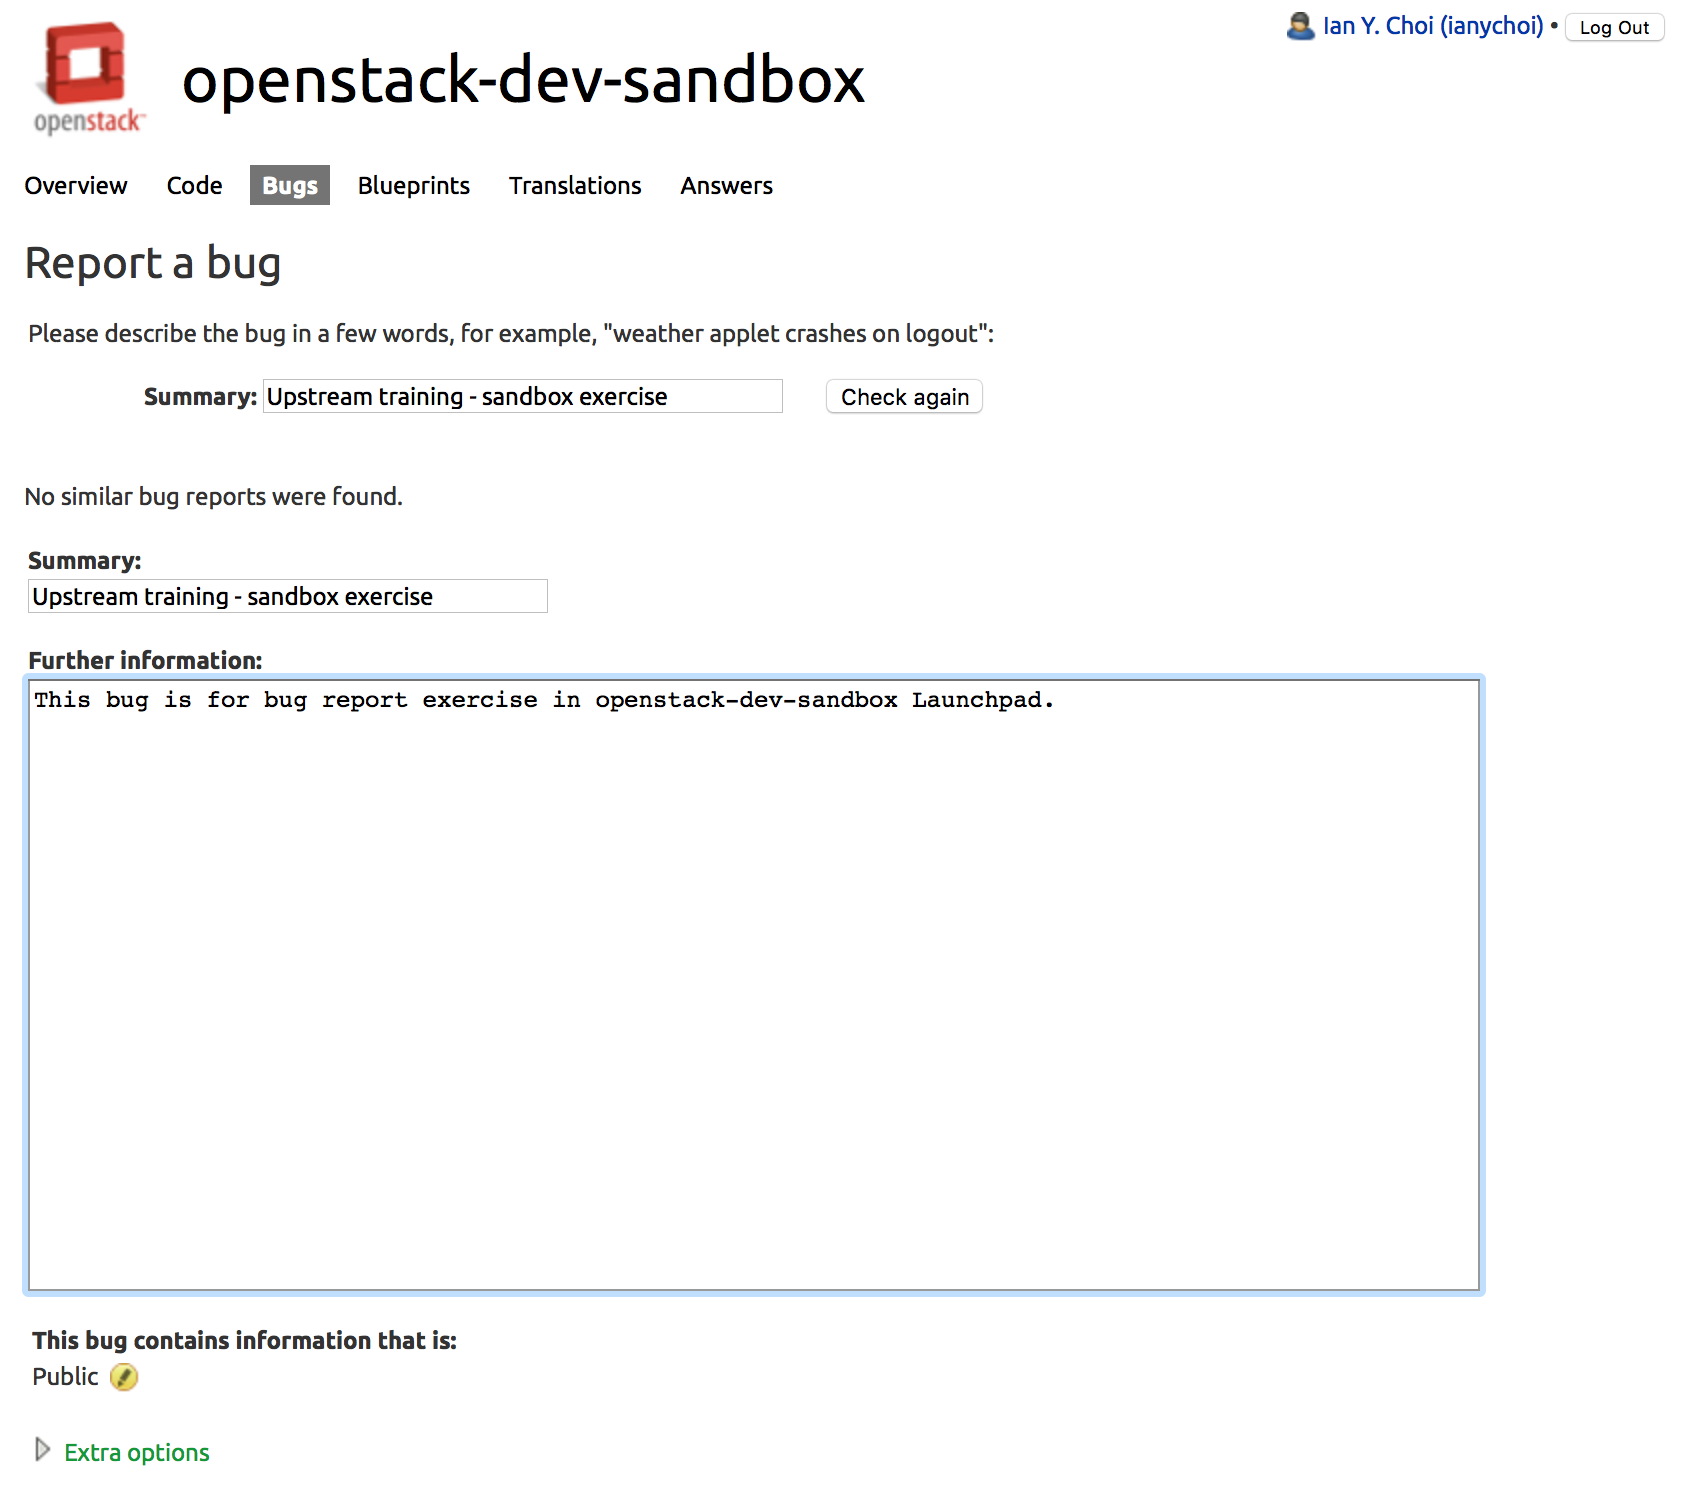 openstack™
openstack-dev-sandbox
Ian Y. Choi (ianychoi) • Log Out
Overview Code Bugs Blueprints Translations Answers
Report a bug
Please describe the bug in a few words, for example, "weather applet crashes on logout":
Summary: Upstream training - sandbox exercise Check again
No similar bug reports were found.
Summary:
Upstream training - sandbox exercise
Further information:
This bug is for bug report exercise in openstack-dev-sandbox Launchpad.
This bug contains information that is:
Public
Extra options